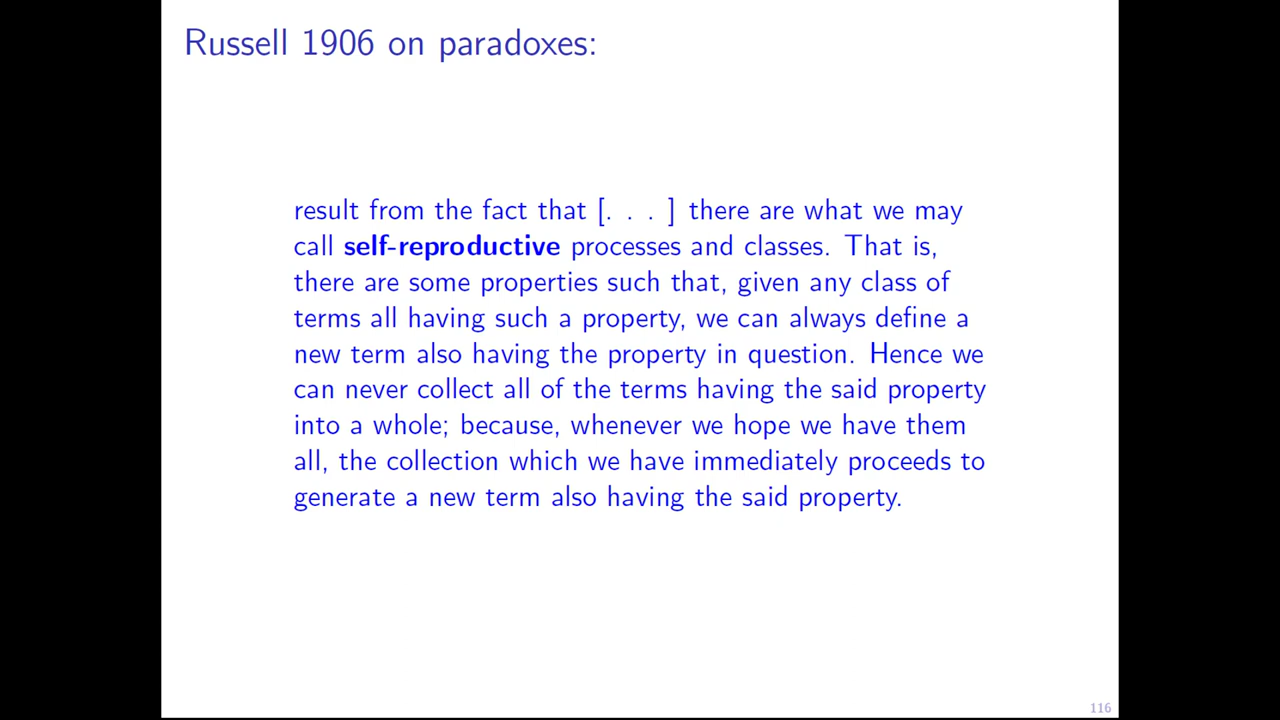 Russell 1906 on paradoxes:
result from the fact that [. . . ] there are what we may
call self-reproductive processes and classes. That is,
there are some properties such that, given any class of
terms all having such a property, we can always define a
new term also having the property in question. Hence we
can never collect all of the terms having the said property
into a whole; because, whenever we hope we have them
all, the collection which we have immediately proceeds to
generate a new term also having the said property.
116